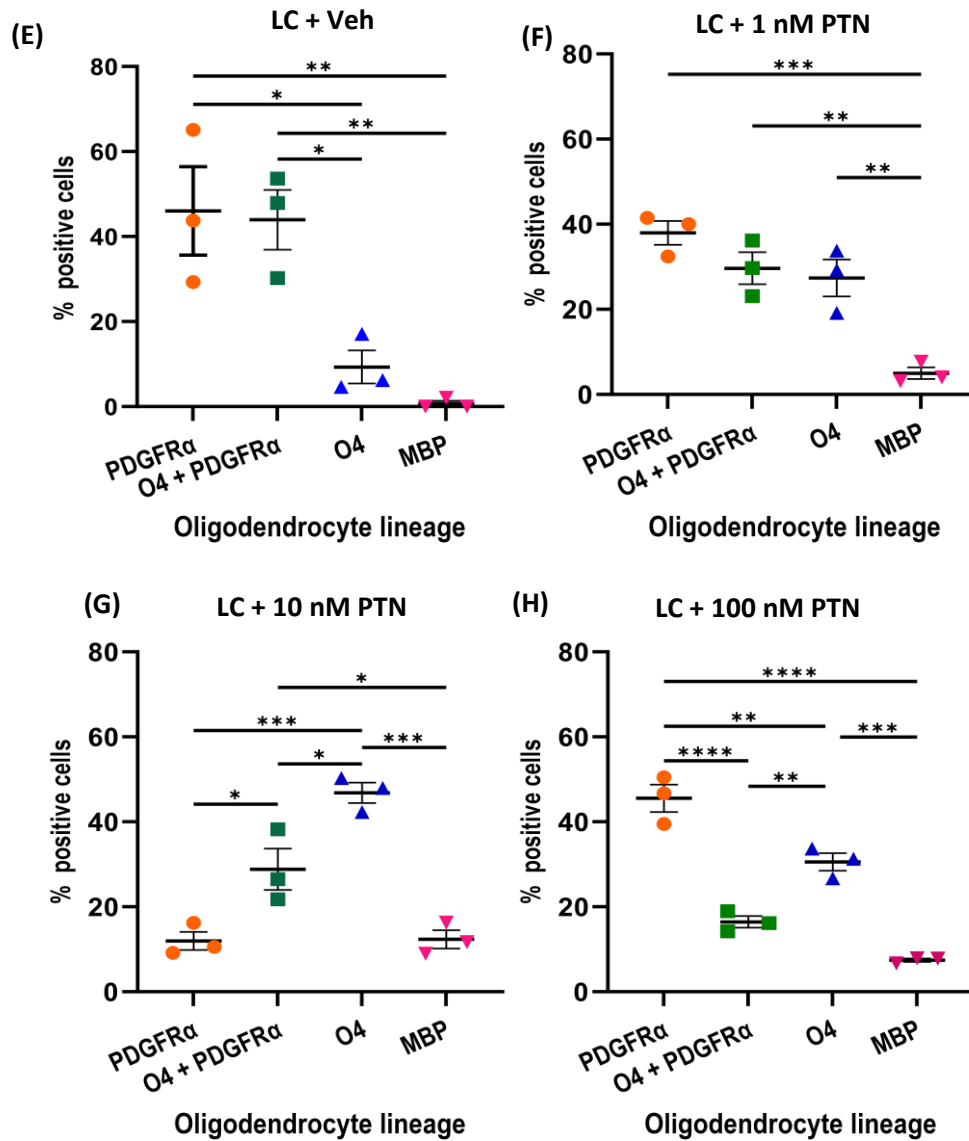 (E)
LC + Veh
% positive cells
80
60
40
20
0
**
*
**
*
PDGFRα
O4 + PDGFRα
O4
MBP
Oligodendrocyte lineage
(F)
LC + 1 nM PTN
% positive cells
80
60
40
20
0
***
**
**
PDGFRα
O4 + PDGFRα
O4
MBP
Oligodendrocyte lineage
(G)
LC + 10 nM PTN
% positive cells
80
60
40
20
0
*
***
*
***
*
PDGFRα
O4 + PDGFRα
O4
MBP
Oligodendrocyte lineage
(H)
LC + 100 nM PTN
% positive cells
80
60
40
20
0
****
**
***
****
**
PDGFRα
O4 + PDGFRα
O4
MBP
Oligodendrocyte lineage